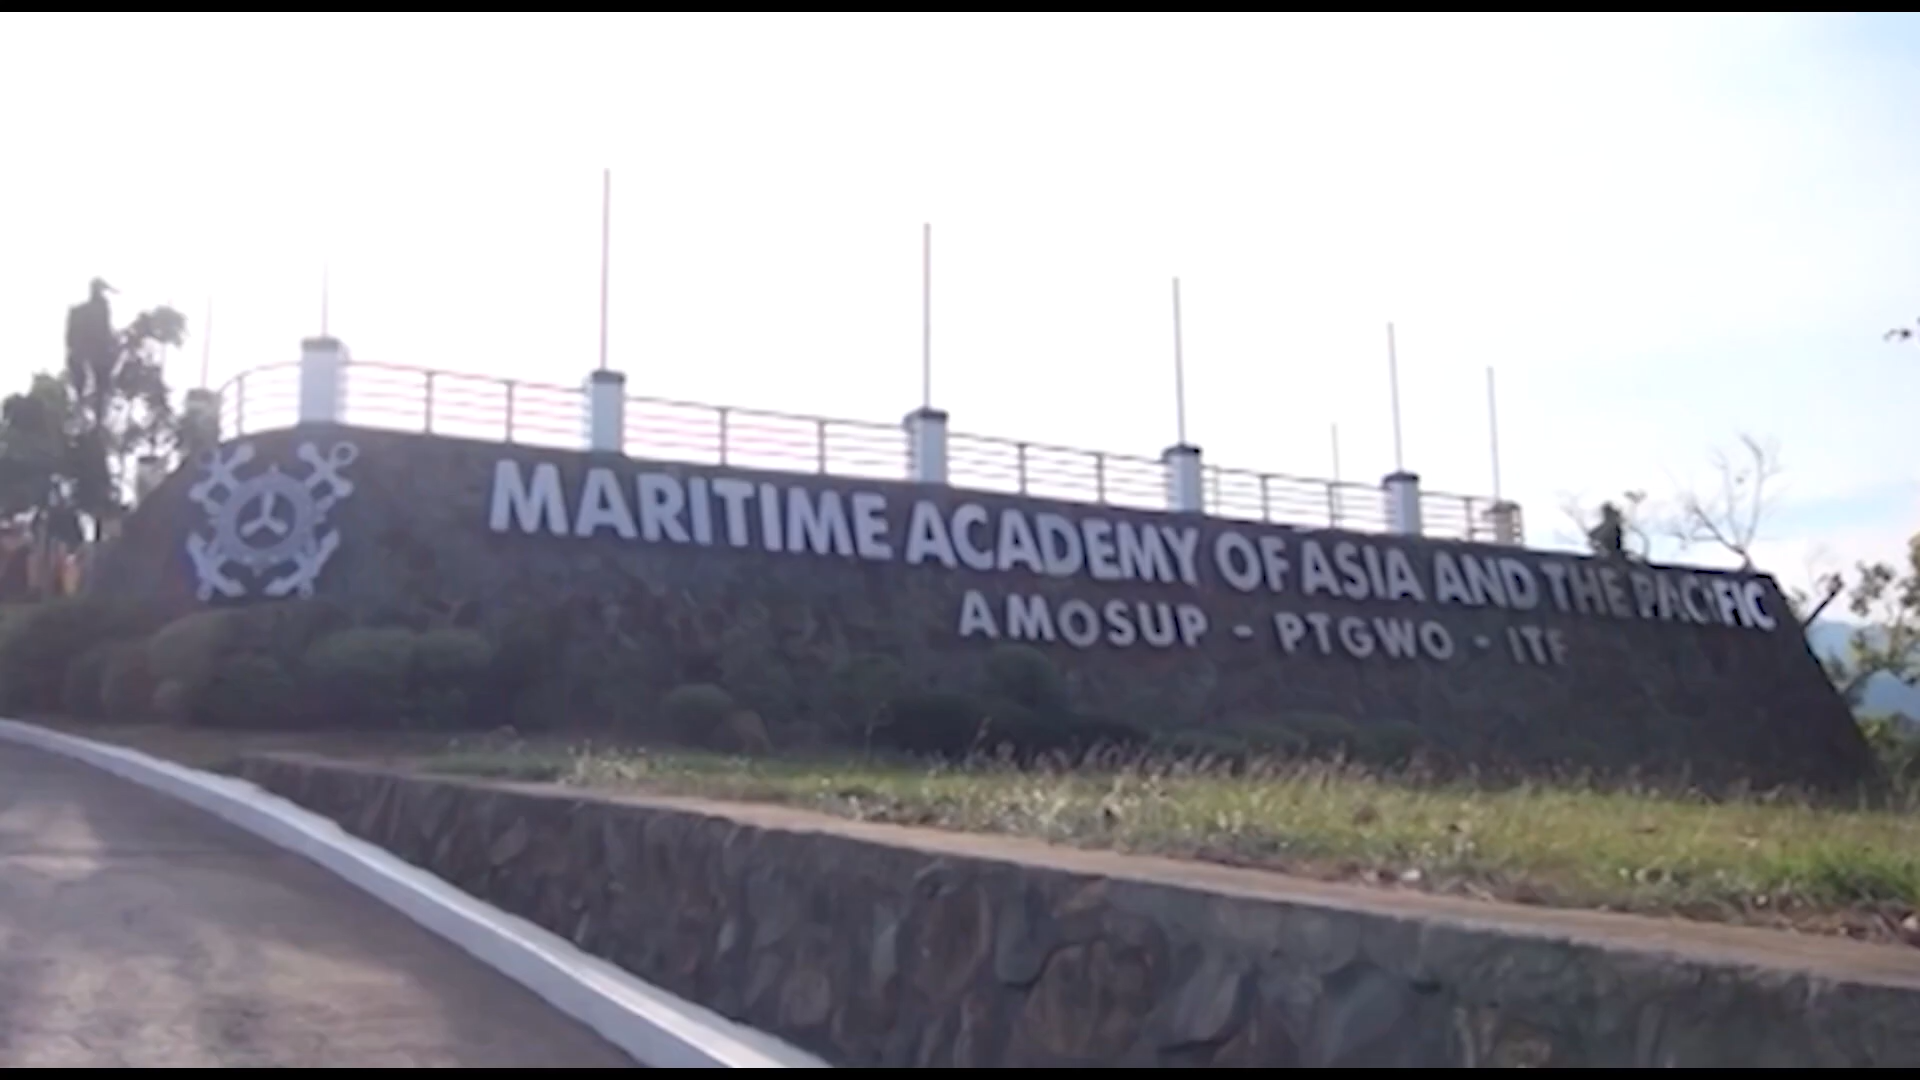 MARITIME ACADEMY OF ASIA AND THE PACIFIC
AMOSUP - PTGWO - ITF